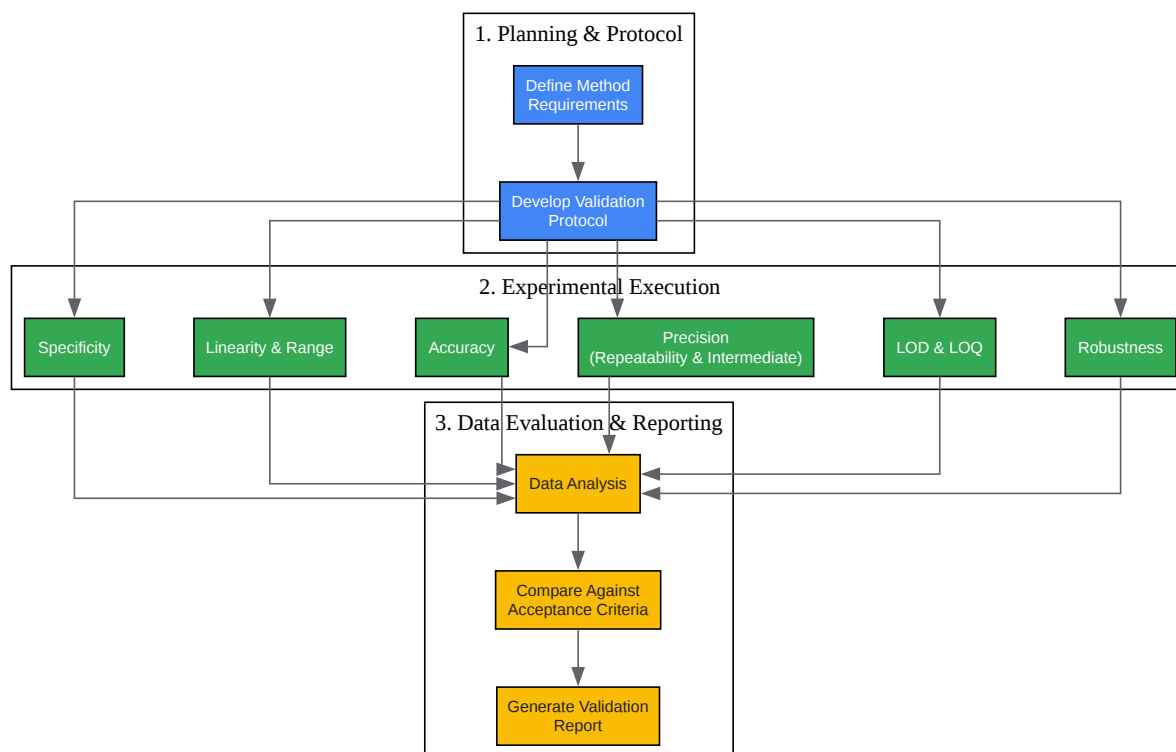 1. Planning & Protocol
Define Method
Requirements
Develop Validation
Protocol
2. Experimental Execution
Specificity
Linearity & Range
Accuracy
Precision
(Repeatability & Intermediate)
LOD & LOQ
Robustness
3. Data Evaluation & Reporting
Data Analysis
Compare Against
Acceptance Criteria
Generate Validation
Report